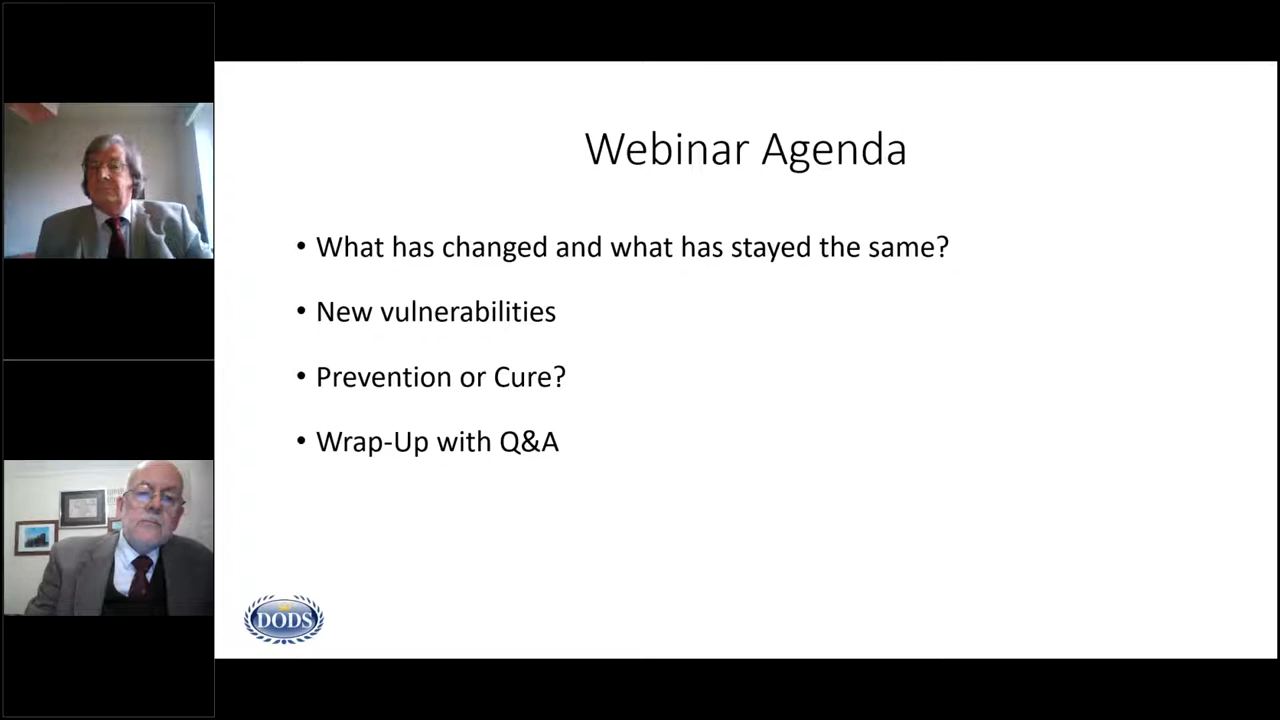 Webinar Agenda
• What has changed and what has stayed the same?
• New vulnerabilities
• Prevention or Cure?
• Wrap-Up with Q&A
DODS